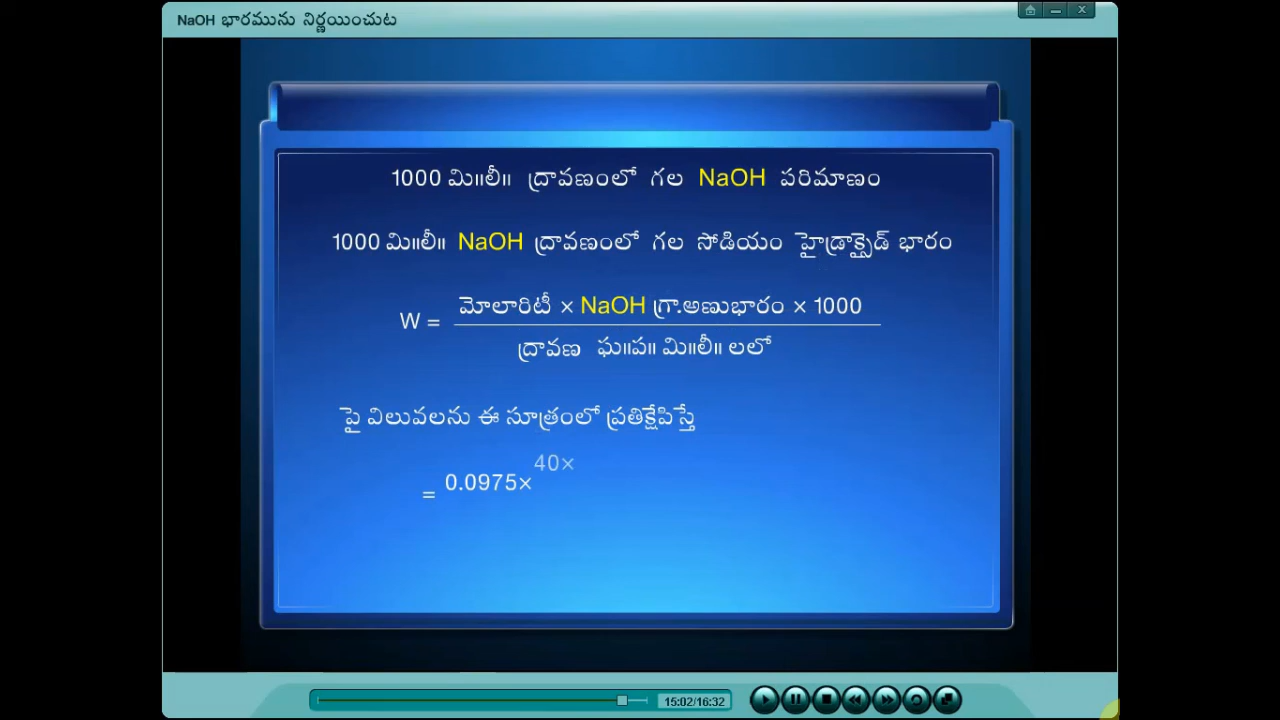 NaOH భారమును నిర్ణయించుట
1000 మి॥లీ॥ ద్రావణంలో గల NaOH పరిమాణం
1000 మి॥లీ॥ NaOH ద్రావణంలో గల సోడియం హైడ్రాక్సైడ్ భారం
W = మోలారిటీ × NaOH గ్రా.అణుభారం × 1000
ద్రావణ ఘ॥ప॥ మి॥లీ॥ లలో
పై విలువలను ఈ సూత్రంలో ప్రతిక్షేపిస్తే
= 0.0975× 40×
15:02/16:32